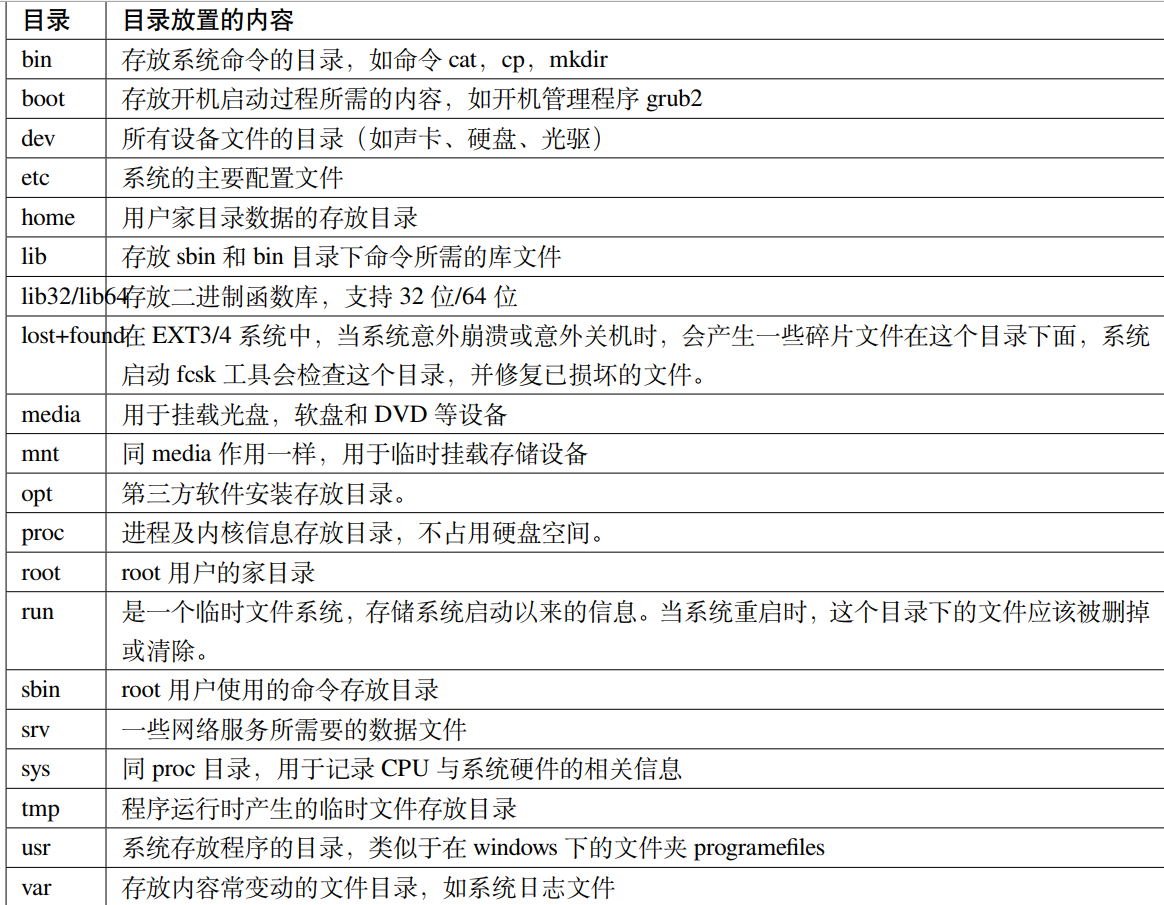 目录 目录放置的内容
bin 存放系统命令的目录，如命令 cat，cp，mkdir
boot 存放开机启动过程所需的内容，如开机管理程序 grub2
dev 所有设备文件的目录（如声卡、硬盘、光驱）
etc 系统的主要配置文件
home 用户家目录数据的存放目录
lib 存放 sbin 和 bin 目录下命令所需的库文件
lib32/lib64 存放二进制函数库，支持 32 位/64 位
lost+found 在 EXT3/4 系统中，当系统意外崩溃或意外关机时，会产生一些碎片文件在这个目录下面，系统
启动 fcsk 工具会检查这个目录，并修复已损坏的文件。
media 用于挂载光盘，软盘和 DVD 等设备
mnt 同 media 作用一样，用于临时挂载存储设备
opt 第三方软件安装存放目录。
proc 进程及内核信息存放目录，不占用硬盘空间。
root root 用户的家目录
run 是一个临时文件系统，存储系统启动以来的信息。当系统重启时，这个目录下的文件应该被删掉
或清除。
sbin root 用户使用的命令存放目录
srv 一些网络服务所需要的数据文件
sys 同 proc 目录，用于记录 CPU 与系统硬件的相关信息
tmp 程序运行时产生的临时文件存放目录
usr 系统存放程序的目录，类似于在 windows 下的文件夹 programefiles
var 存放内容常变动的文件目录，如系统日志文件